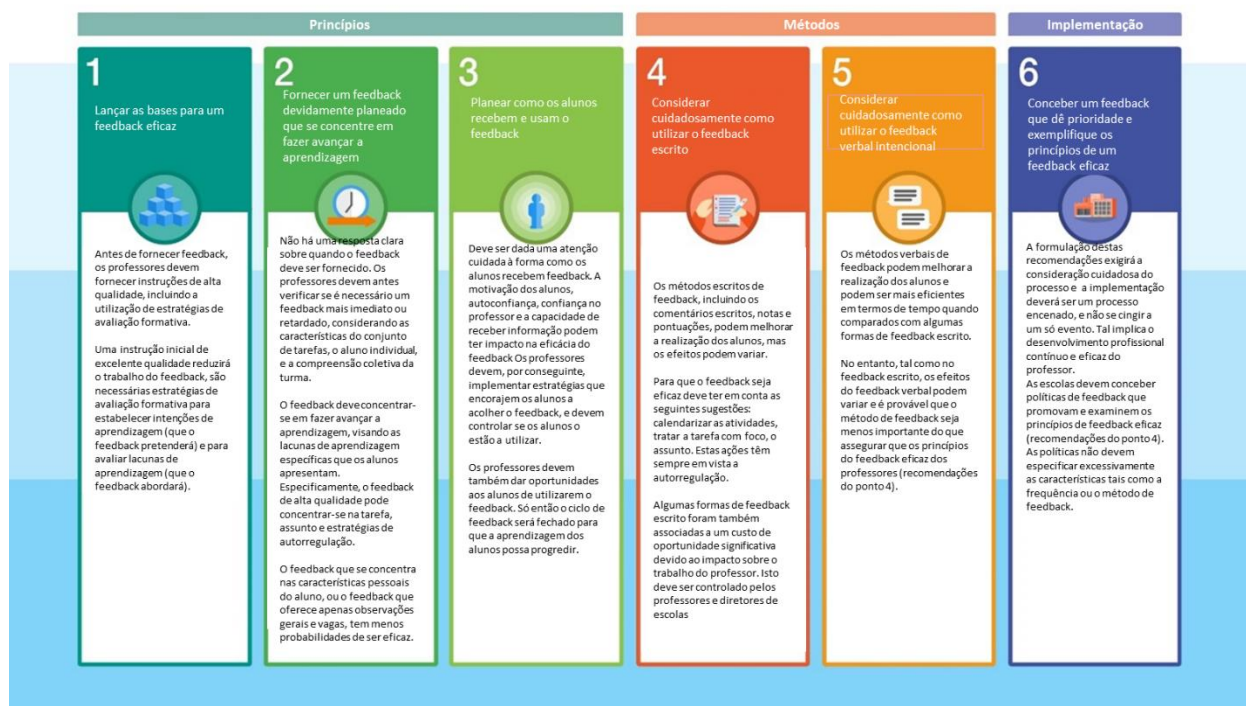 Princípios
Métodos
Implementação
1
Lançar as bases para um
feedback eficaz
Antes de fornecer feedback,
os professores devem
fornecer instruções de alta
qualidade, incluindo a
utilização de estratégias de
avaliação formativa.
Uma instrução inicial de
excelente qualidade reduzirá
o trabalho do feedback, são
necessárias estratégias de
avaliação formativa para
estabelecer intenções de
aprendizagem (que o
feedback pretenderá) e para
avaliar lacunas de
aprendizagem (que o
feedback abordará).
2
Fornecer um feedback
devidamente planeado
que se concentre em
fazer avançar a
aprendizagem
Não há uma resposta clara
sobre quando o feedback
deve ser fornecido. Os
professores devem antes
verificar se é necessário um
feedback mais imediato ou
retardado, considerando as
características do conjunto
de tarefas, o aluno individual,
e a compreensão coletiva da
turma.
O feedback deve concentrar-
se em fazer avançar a
aprendizagem, visando as
lacunas de aprendizagem
específicas que os alunos
apresentam.
Especificamente, o feedback
de alta qualidade pode
concentrar-se na tarefa,
assunto e estratégias de
autorregulação.
O feedback que se concentra
nas características pessoais
do aluno, ou o feedback que
oferece apenas observações
gerais e vagas, tem menos
probabilidades de ser eficaz.
3
Planear como os alunos
recebem e usam o
feedback
Deve ser dada uma atenção
cuidada à forma como os
alunos recebem feedback. A
motivação dos alunos,
autoconfiança, confiança no
professor e a capacidade de
receber informação podem
ter impacto na eficácia do
feedback Os professores
devem, por conseguinte,
implementar estratégias que
encorajem os alunos a
acolher o feedback, e devem
controlar se os alunos o
estão a utilizar.
Os professores devem
também dar oportunidades
aos alunos de utilizarem o
feedback. Só então o ciclo de
feedback será fechado para
que a aprendizagem dos
alunos possa progredir.
4
Considerar
cuidadosamente como
utilizar o feedback
escrito
Os métodos escritos de
feedback, incluindo os
comentários escritos, notas e
pontuações, podem melhorar
a realização dos alunos, mas
os efeitos podem variar.
Para que o feedback seja
eficaz deve ter em conta as
seguintes sugestões:
calendarizar as atividades,
tratar a tarefa com foco, o
assunto. Estas ações têm
sempre em vista a
autorregulação.
Algumas formas de feedback
escrito foram também
associadas a um custo de
oportunidade significativa
devido ao impacto sobre o
trabalho do professor. Isto
deve ser controlado pelos
professores e diretores de
escolas
5
Considerar
cuidadosamente como
utilizar o feedback
verbal intencional
Os métodos verbais de
feedback podem melhorar a
realização dos alunos e
podem ser mais eficientes
em termos de tempo quando
comparados com algumas
formas de feedback escrito.
No entanto, tal como no
feedback escrito, os efeitos
do feedback verbal podem
variar e é provável que o
método de feedback seja
menos importante do que
assegurar que os princípios
do feedback eficaz dos
professores (recomendações
do ponto 4).
6
Conceber um feedback
que dê prioridade e
exemplifique os
princípios de um
feedback eficaz
A formulação destas
recomendações exigirá a
consideração cuidadosa do
processo e a implementação
deverá ser um processo
encenado, e não se cingir a
um só evento. Tal implica o
desenvolvimento profissional
contínuo e eficaz do
professor.
As escolas devem conceber
políticas de feedback que
promovam e examinem os
princípios de feedback eficaz
(recomendações do ponto 4).
As políticas não devem
especificar excessivamente
as características tais como a
frequência ou o método de
feedback.